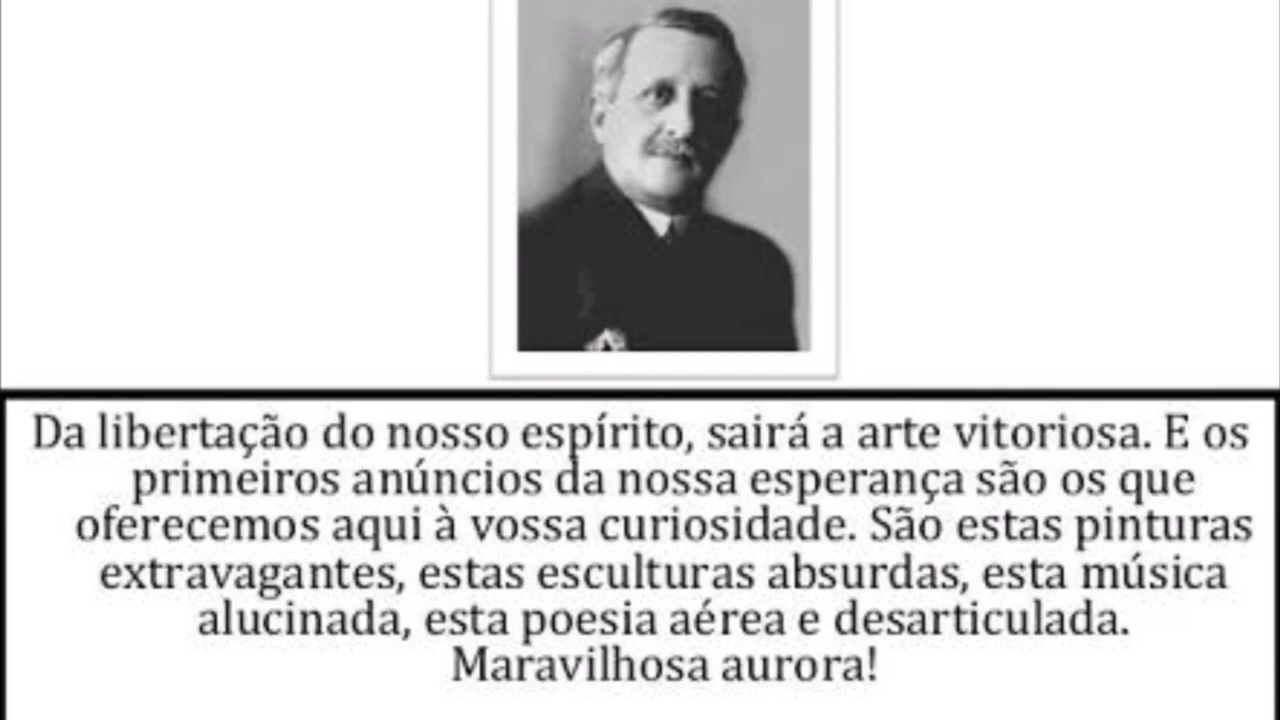 Da libertação do nosso espírito, sairá a arte vitoriosa. E os
primeiros anúncios da nossa esperança são os que
oferecemos aqui à vossa curiosidade. São estas pinturas
extravagantes, estas esculturas absurdas, esta música
alucinada, esta poesia aérea e desarticulada.
Maravilhosa aurora!